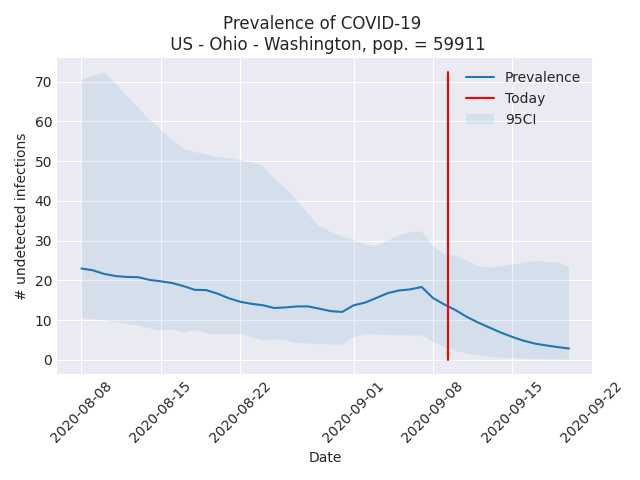 Prevalence of COVID-19
US - Ohio - Washington, pop. = 59911
70
60
50
40
30
20
10
0
# undetected infections
Prevalence
Today
95CI
2020-08-08
2020-08-15
2020-08-22
2020-09-01
2020-09-08
2020-09-15
2020-09-22
Date